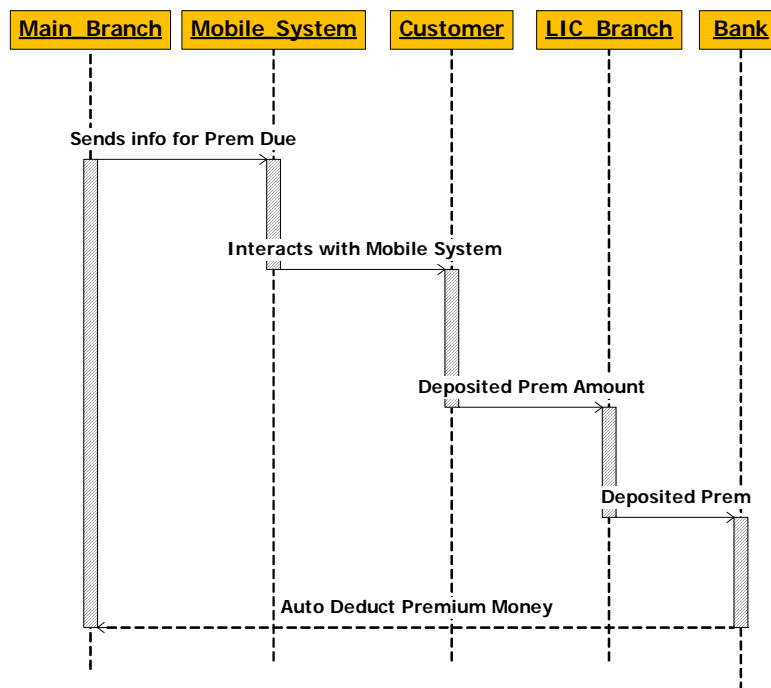 Main_Branch Mobile_System Customer LIC_Branch Bank
Sends info for Prem Due
Interacts with Mobile System
Deposited Prem Amount
Deposited Prem
Auto Deduct Premium Money